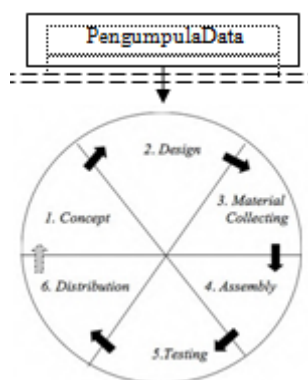 PengumpulaData
2. Design
3. Material
Collecting
1. Concept
6. Distribution
4. Assembly
5.Testing